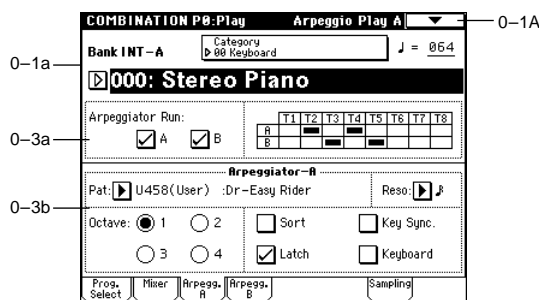 COMBINATION P0:Play Arpeggio Play A
0–1A
Bank INT–A
Category
00 Keyboard
♩ = 064
0–1a
000: Stereo Piano
Arpeggiator Run:
A B
T1 T2 T3 T4 T5 T6 T7 T8
A
B
0–3a
Arpeggiator–A
Pat: U458(User) :Dr–Easy Rider Reso: ♪
0–3b
Octave: 1 2 Sort Key Sync.
3 4 Latch Keyboard
Prog. Select Mixer Arpegg. A Arpegg. B Sampling